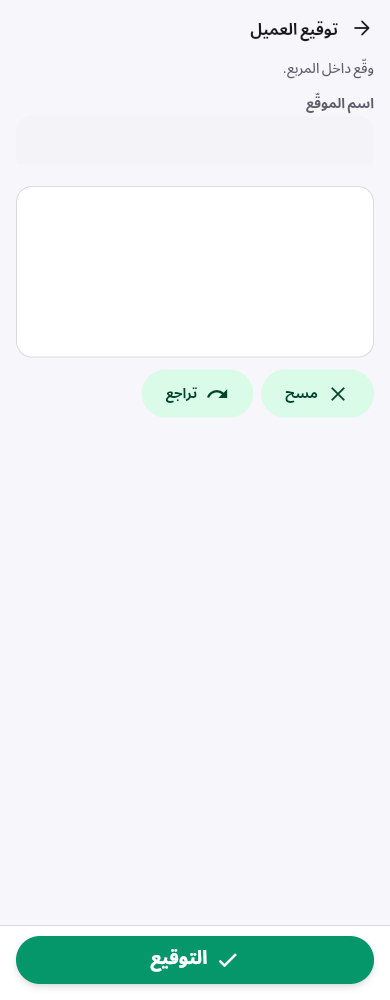 توقيع العميل
وقّع داخل المربع.
اسم الموقّع
مسح
تراجع
التوقيع